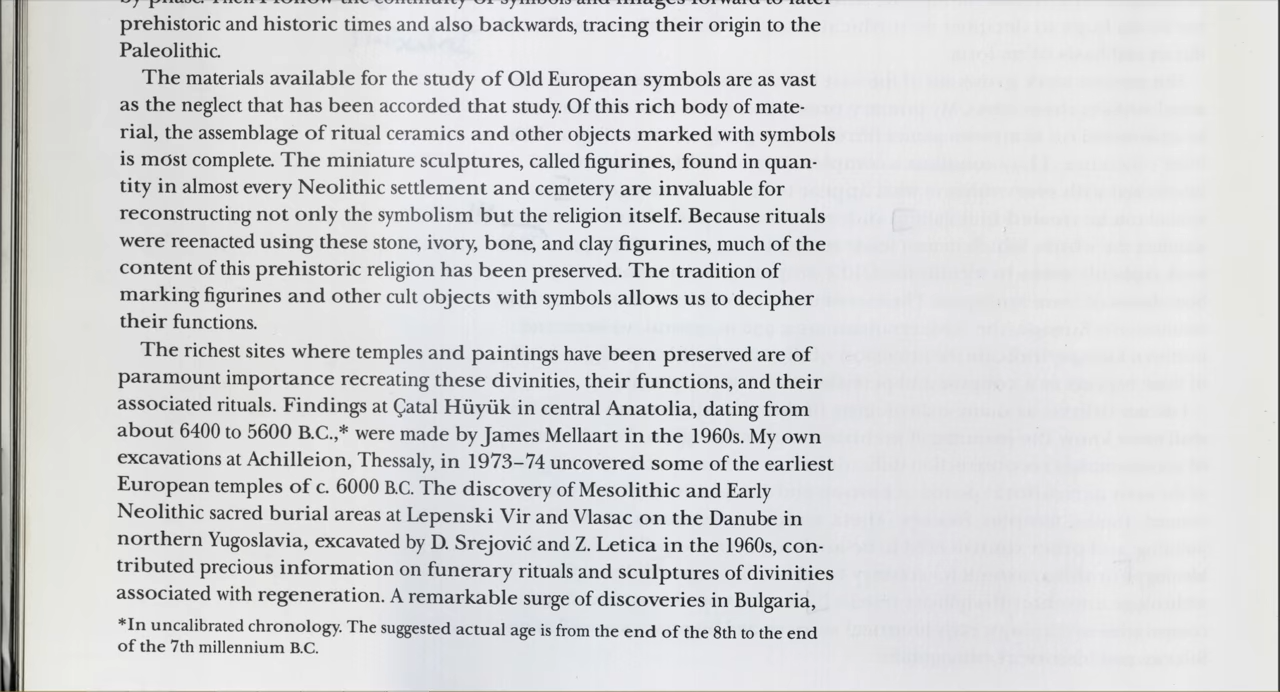 by phase. Then I follow the continuity of symbols and images forward to later
prehistoric and historic times and also backwards, tracing their origin to the
Paleolithic.
The materials available for the study of Old European symbols are as vast
as the neglect that has been accorded that study. Of this rich body of mate-
rial, the assemblage of ritual ceramics and other objects marked with symbols
is most complete. The miniature sculptures, called figurines, found in quan-
tity in almost every Neolithic settlement and cemetery are invaluable for
reconstructing not only the symbolism but the religion itself. Because rituals
were reenacted using these stone, ivory, bone, and clay figurines, much of the
content of this prehistoric religion has been preserved. The tradition of
marking figurines and other cult objects with symbols allows us to decipher
their functions.
The richest sites where temples and paintings have been preserved are of
paramount importance recreating these divinities, their functions, and their
associated rituals. Findings at Çatal Hüyük in central Anatolia, dating from
about 6400 to 5600 B.C.,* were made by James Mellaart in the 1960s. My own
excavations at Achilleion, Thessaly, in 1973–74 uncovered some of the earliest
European temples of c. 6000 B.C. The discovery of Mesolithic and Early
Neolithic sacred burial areas at Lepenski Vir and Vlasac on the Danube in
northern Yugoslavia, excavated by D. Srejović and Z. Letica in the 1960s, con-
tributed precious information on funerary rituals and sculptures of divinities
associated with regeneration. A remarkable surge of discoveries in Bulgaria,
*In uncalibrated chronology. The suggested actual age is from the end of the 8th to the end
of the 7th millennium B.C.